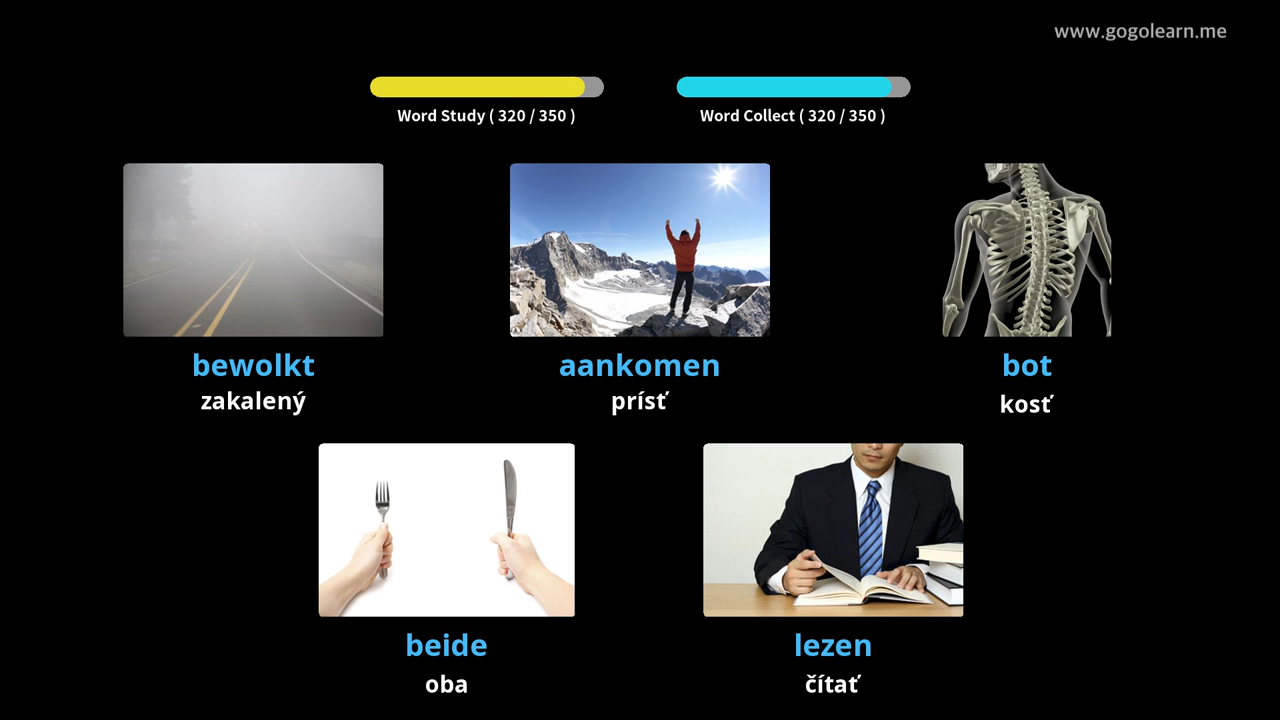 www.gogolearn.me
Word Study ( 320 / 350 )
Word Collect ( 320 / 350 )
bewolkt
zakalený
aankomen
prísť
bot
kosť
beide
oba
lezen
čítať